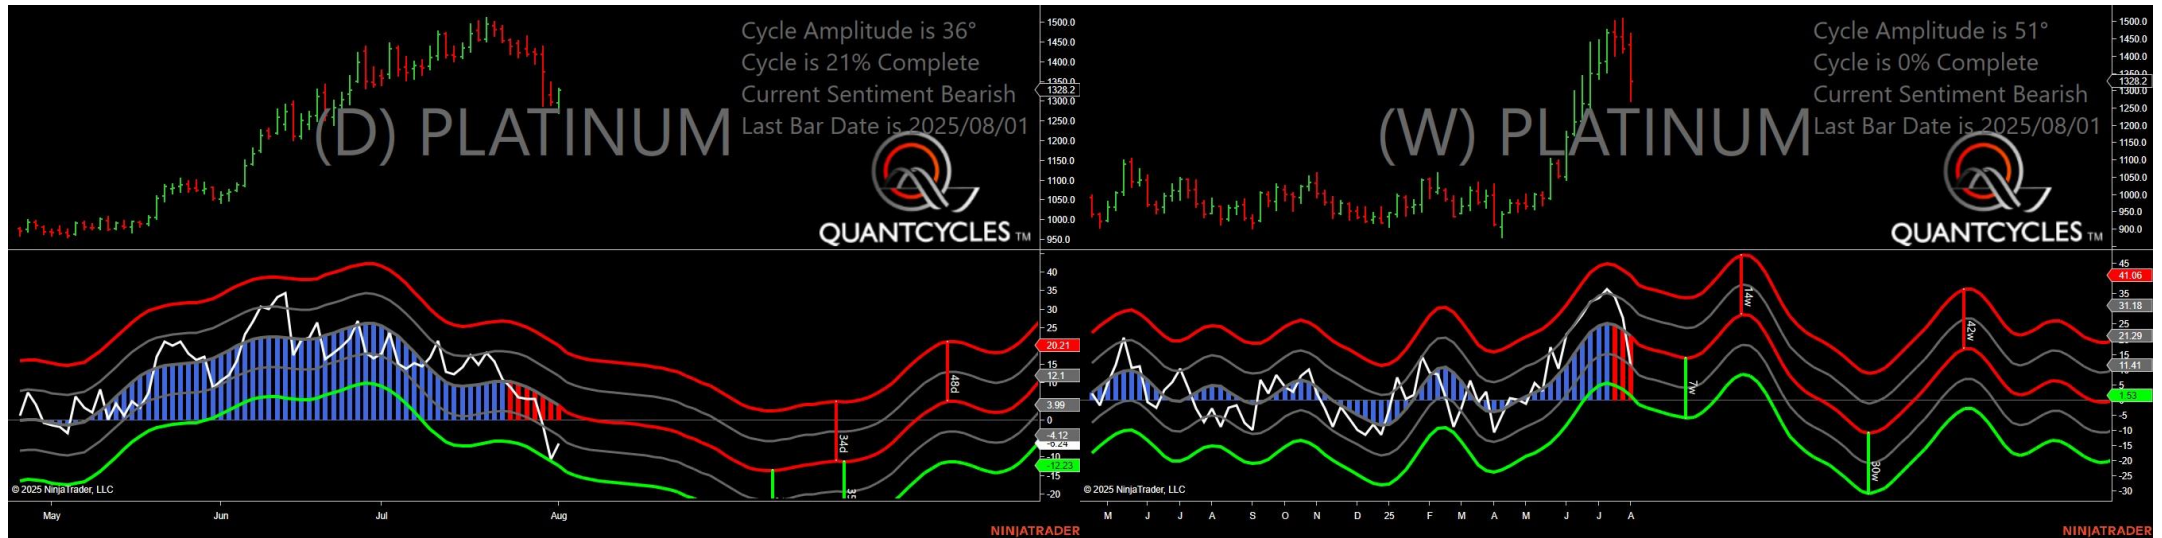 Cycle Amplitude is 36°
Cycle is 21% Complete
Current Sentiment Bearish
Last Bar Date is 2025/08/01
(D) PLATINUM
QUANTCYCLES TM
1500.0
1450.0
1400.0
1350.0
1328.2
1300.0
1250.0
1200.0
1150.0
1100.0
1050.0
1000.0
950.0
40
35
30
25
20.21
15
12.1
10
3.99
0
-4.12
-6.24
-10
-12.23
-15
-20
48d
34d
© 2025 NinjaTrader, LLC
May
Jun
Jul
Aug
NINJATRADER
Cycle Amplitude is 51°
Cycle is 0% Complete
Current Sentiment Bearish
Last Bar Date is 2025/08/01
(W) PLATINUM
QUANTCYCLES TM
1500.0
1450.0
1400.0
1350.0
1328.2
1300.0
1250.0
1200.0
1150.0
1100.0
1050.0
1000.0
950.0
900.0
45
41.06
35
31.18
25
21.29
15
11.41
5
1.53
-5
-10
-15
-20
-25
-30
14w
7w
42w
30w
© 2025 NinjaTrader, LLC
M J J A S O N D 25 F M A M J J A
NINJATRADER